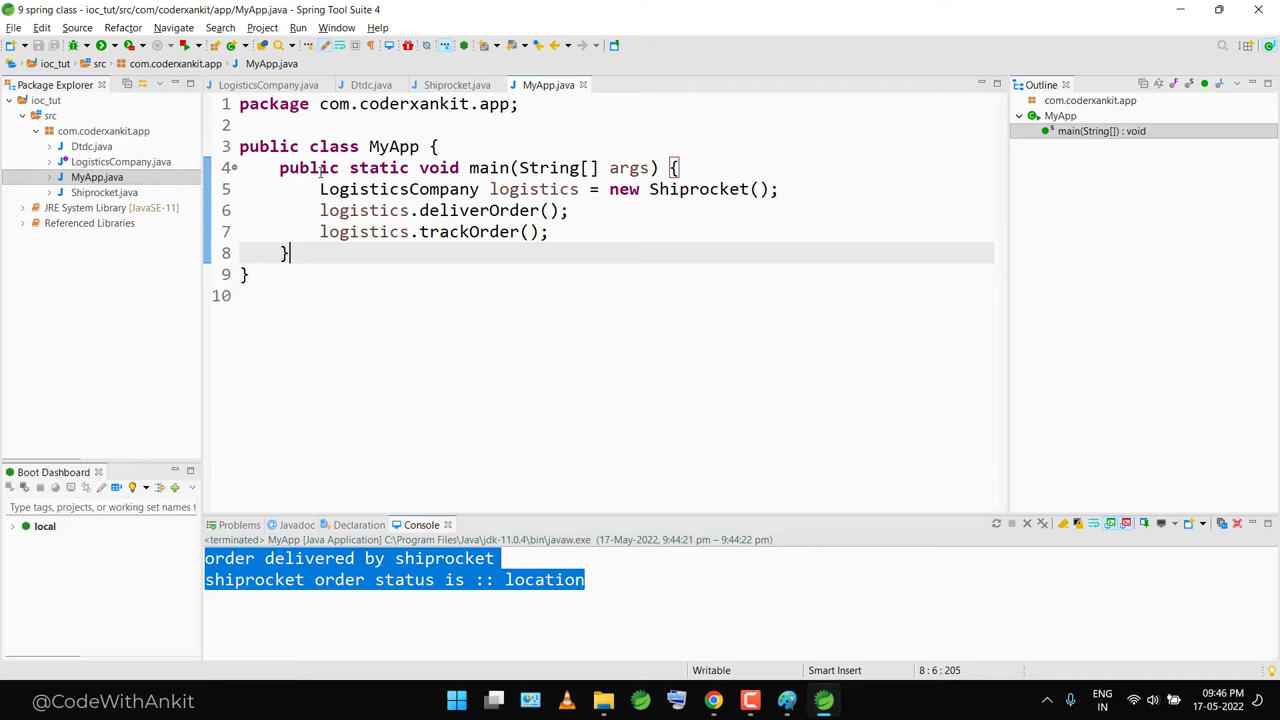 9 spring class - ioc_tut/src/com/coderxankit/app/MyApp.java - Spring Tool Suite 4
File Edit Source Refactor Navigate Search Project Run Window Help
ioc_tut src com.coderxankit.app MyApp.java
Package Explorer
ioc_tut
src
com.coderxankit.app
Dtdc.java
LogisticsCompany.java
MyApp.java
Shiprocket.java
JRE System Library [JavaSE-11]
Referenced Libraries
LogisticsCompany.java Dtdc.java Shiprocket.java MyApp.java
1 package com.coderxankit.app;
2
3 public class MyApp {
4 public static void main(String[] args) {
5 LogisticsCompany logistics = new Shiprocket();
6 logistics.deliverOrder();
7 logistics.trackOrder();
8 }
9 }
10
Outline
com.coderxankit.app
MyApp
main(String[]) : void
Boot Dashboard
Type tags, projects, or working set names t
local
Problems Javadoc Declaration Console
<terminated> MyApp [Java Application] C:\Program Files\Java\jdk-11.0.4\bin\javaw.exe (17-May-2022, 9:44:21 pm – 9:44:22 pm)
order delivered by shiprocket
shiprocket order status is :: location
Writable Smart Insert 8 : 6 : 205
@CodeWithAnkit
ENG
IN
09:46 PM
17-05-2022